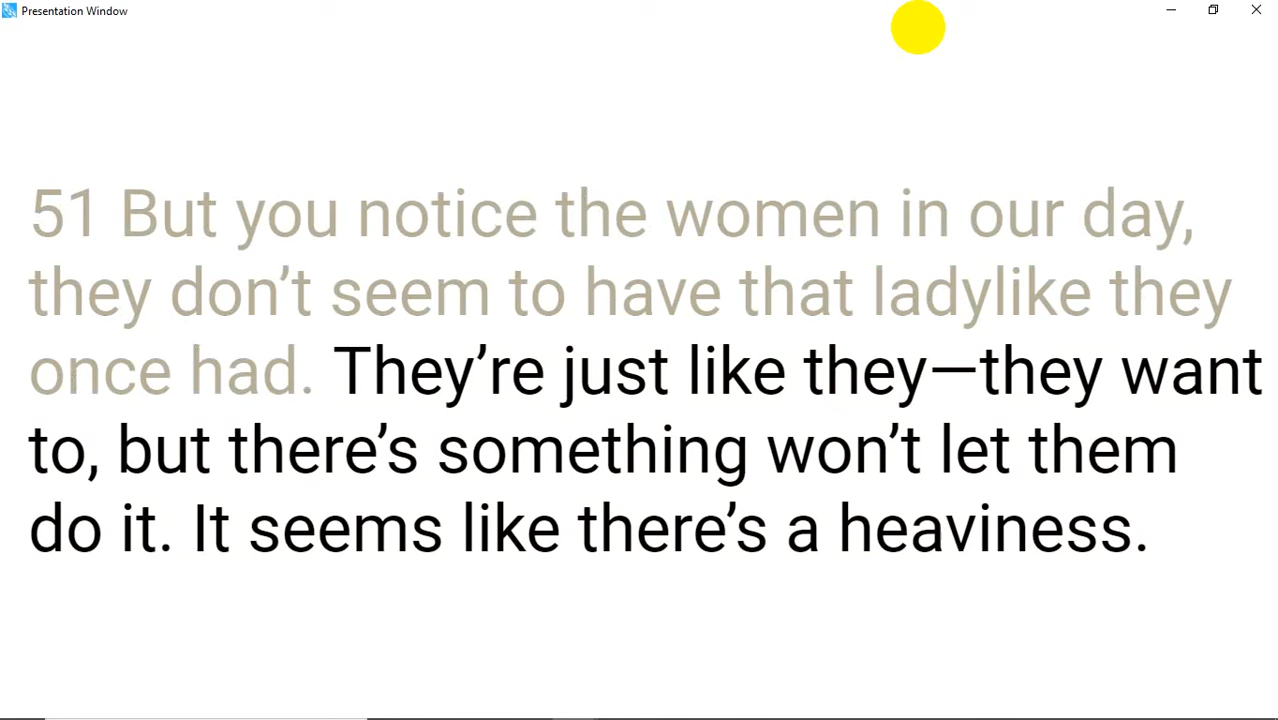 Presentation Window
51 But you notice the women in our day,
they don’t seem to have that ladylike they
once had. They’re just like they—they want
to, but there’s something won’t let them
do it. It seems like there’s a heaviness.